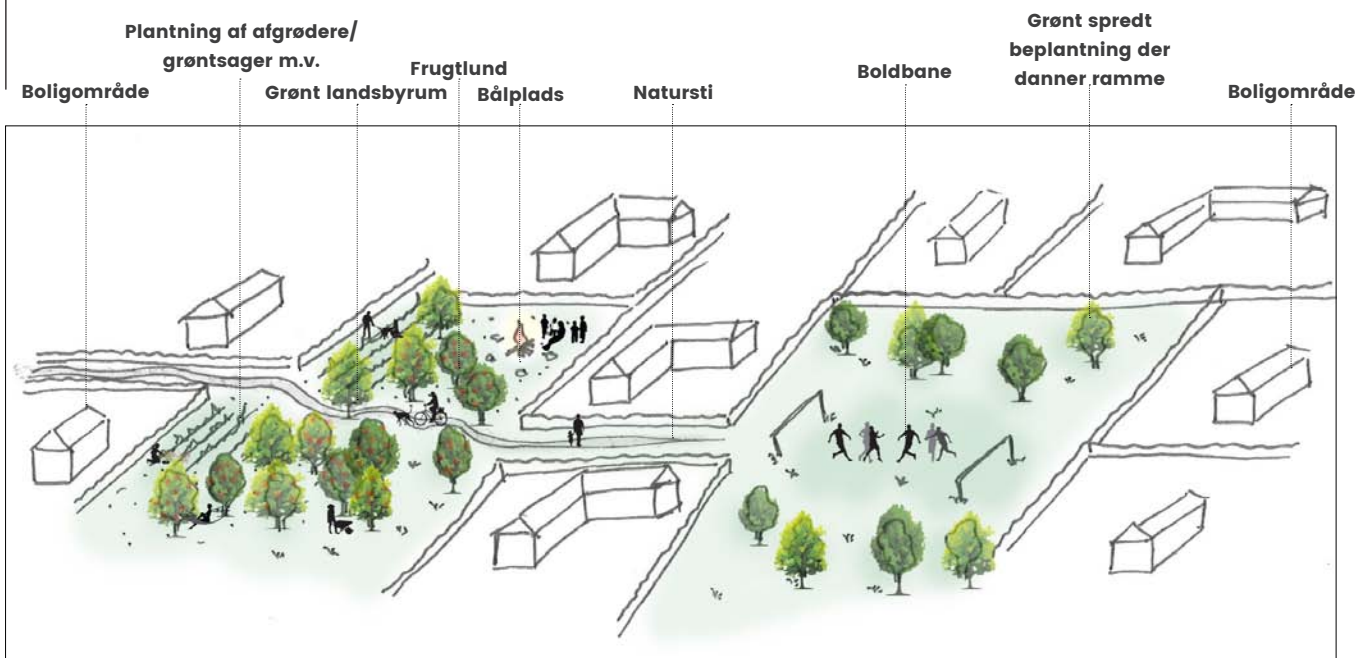 Boligområde
Plantning af afgrødere/
grøntsager m.v.
Grønt landsbyrum
Frugtlund
Bålplads
Natursti
Boldbane
Grønt spredt
beplantning der
danner ramme
Boligområde